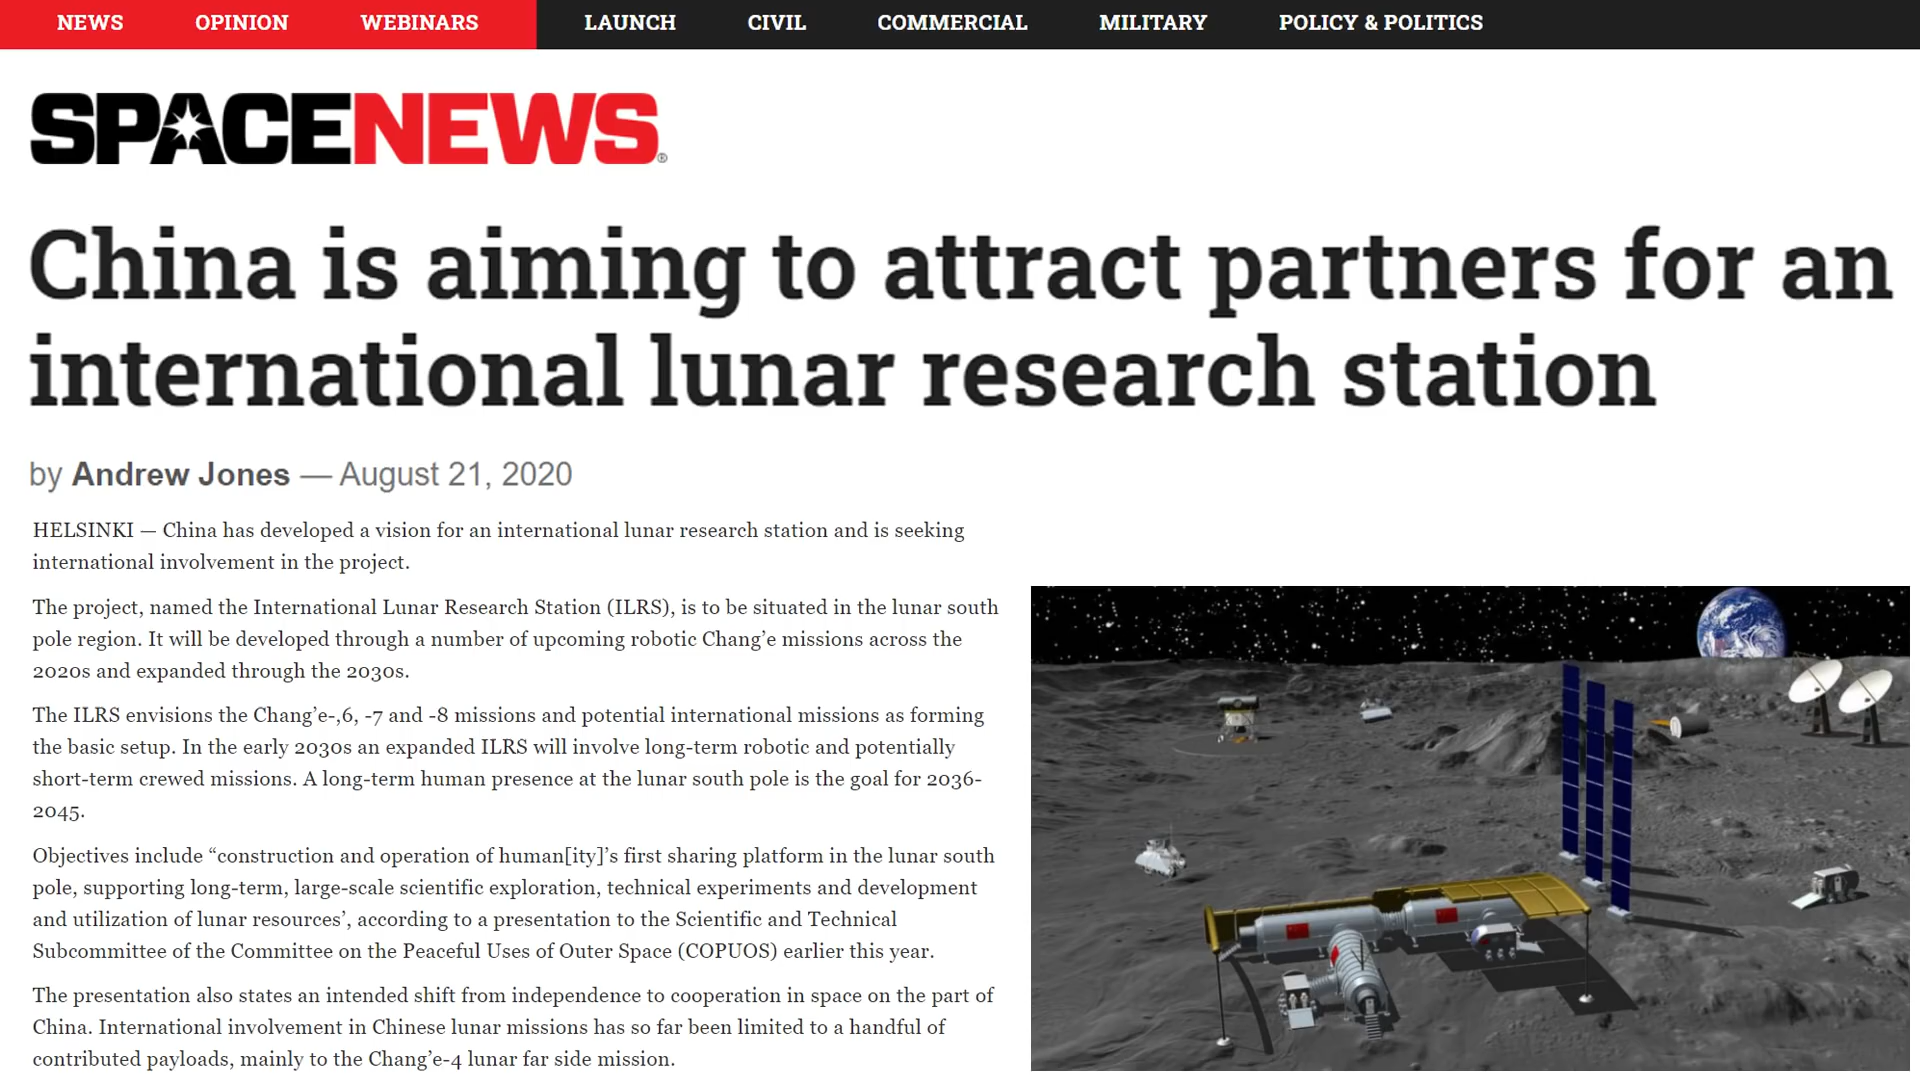 NEWS OPINION WEBINARS LAUNCH CIVIL COMMERCIAL MILITARY POLICY & POLITICS
SPACENEWS®
China is aiming to attract partners for an
international lunar research station
by Andrew Jones — August 21, 2020
HELSINKI — China has developed a vision for an international lunar research station and is seeking
international involvement in the project.
The project, named the International Lunar Research Station (ILRS), is to be situated in the lunar south
pole region. It will be developed through a number of upcoming robotic Chang’e missions across the
2020s and expanded through the 2030s.
The ILRS envisions the Chang’e-,6, -7 and -8 missions and potential international missions as forming
the basic setup. In the early 2030s an expanded ILRS will involve long-term robotic and potentially
short-term crewed missions. A long-term human presence at the lunar south pole is the goal for 2036-
2045.
Objectives include “construction and operation of human[ity]’s first sharing platform in the lunar south
pole, supporting long-term, large-scale scientific exploration, technical experiments and development
and utilization of lunar resources’, according to a presentation to the Scientific and Technical
Subcommittee of the Committee on the Peaceful Uses of Outer Space (COPUOS) earlier this year.
The presentation also states an intended shift from independence to cooperation in space on the part of
China. International involvement in Chinese lunar missions has so far been limited to a handful of
contributed payloads, mainly to the Chang’e-4 lunar far side mission.